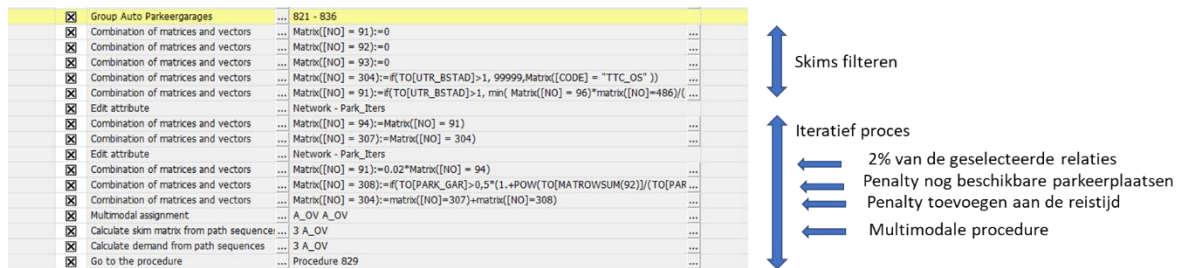 Group Auto Parkeergarages ... 821 - 836
Combination of matrices and vectors ... Matrix([NO] = 91):=0 ...
Combination of matrices and vectors ... Matrix([NO] = 92):=0 ...
Combination of matrices and vectors ... Matrix([NO] = 93):=0 ...
Combination of matrices and vectors ... Matrix([NO] = 304):=if(TO[UTR_BSTAD]>1, 99999,Matrix([CODE] = "TTC_OS" )) ...
Combination of matrices and vectors ... Matrix([NO] = 91):=if(TO[UTR_BSTAD]>1, min( Matrix([NO] = 96)*matrix([NO]=486)/( ...
Edit attribute ... Network - Park_Iters
Combination of matrices and vectors ... Matrix([NO] = 94):=Matrix([NO] = 91) ...
Combination of matrices and vectors ... Matrix([NO] = 307):=Matrix([NO] = 304) ...
Edit attribute ... Network - Park_Iters
Combination of matrices and vectors ... Matrix([NO] = 91):=0.02*Matrix([NO] = 94) ...
Combination of matrices and vectors ... Matrix([NO] = 308):=if(TO[PARK_GAR]>0,5*(1.+POW(TO[MATROWSUM(92)]/(TO[PAR ...
Combination of matrices and vectors ... Matrix([NO] = 304):=matrix([NO]=307)+matrix([NO]=308) ...
Multimodal assignment ... A_OV A_OV ...
Calculate skim matrix from path sequences ... 3 A_OV ...
Calculate demand from path sequences ... 3 A_OV ...
Go to the procedure ... Procedure 829 ...
Skims filteren
Iteratief proces
2% van de geselecteerde relaties
Penalty nog beschikbare parkeerplaatsen
Penalty toevoegen aan de reistijd
Multimodale procedure